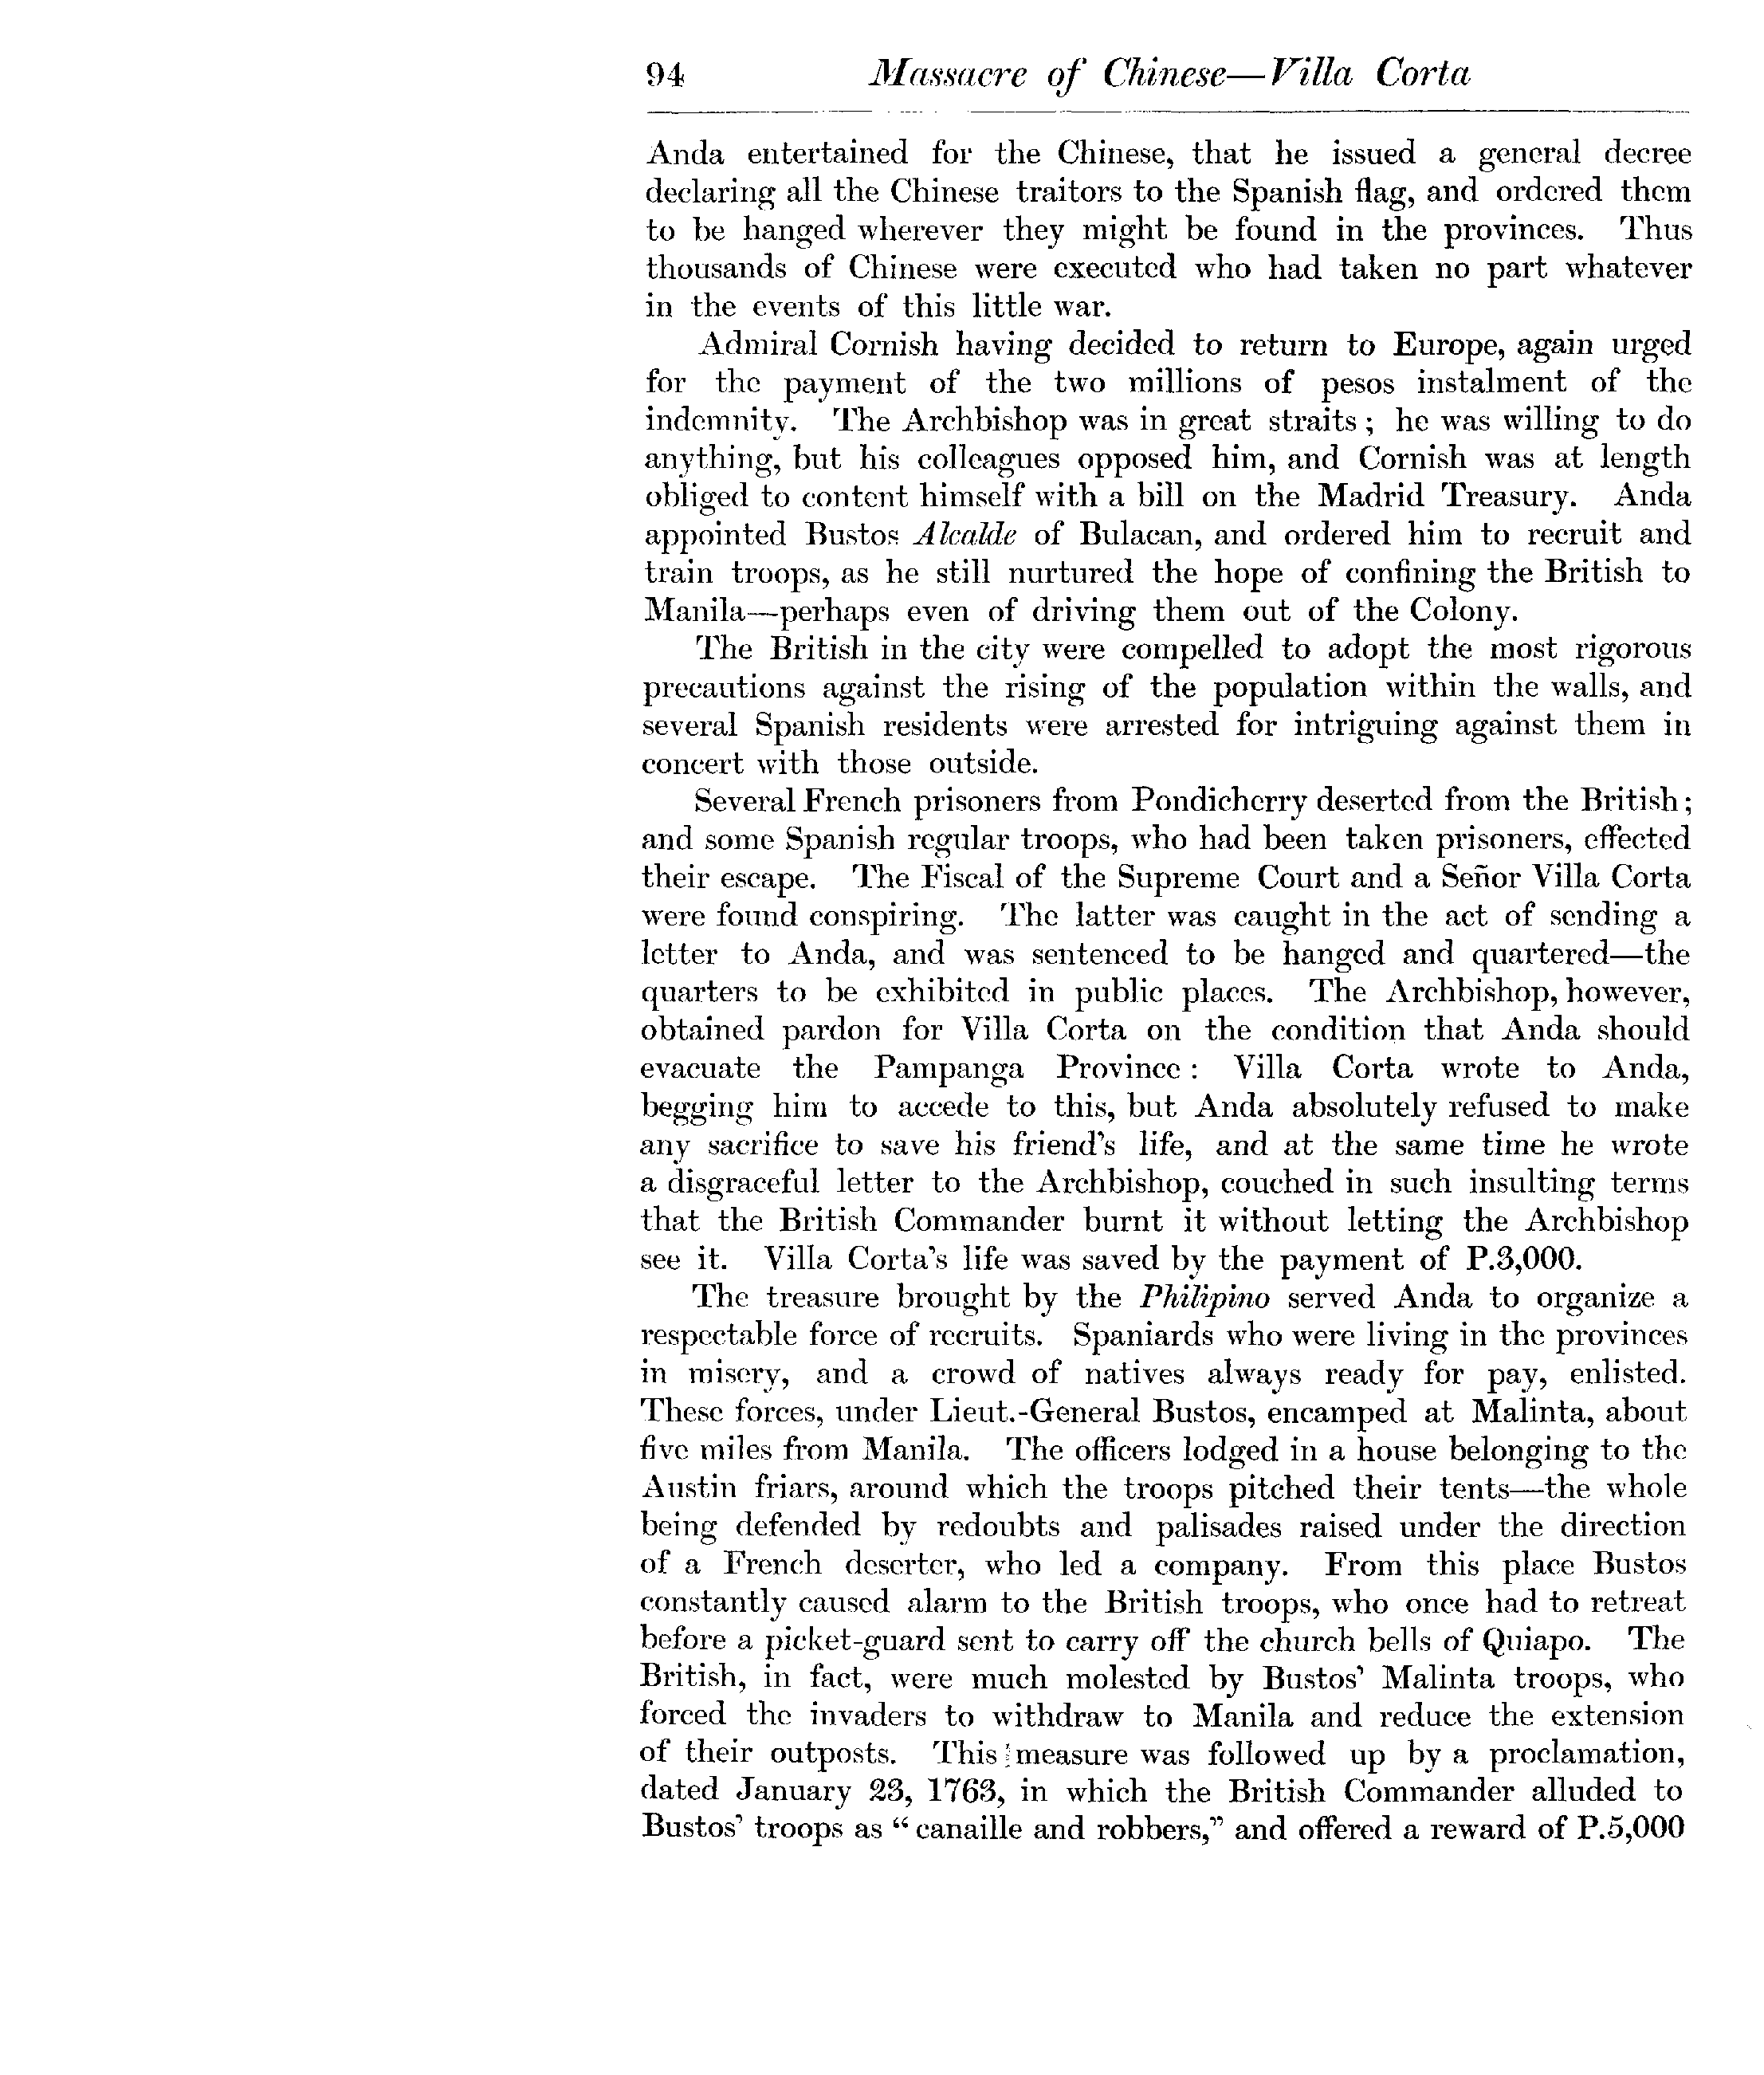 94 Massacre of Chinese—Villa Corta
Anda entertained for the Chinese, that he issued a general decree
declaring all the Chinese traitors to the Spanish flag, and ordered them
to be hanged wherever they might be found in the provinces. Thus
thousands of Chinese were executed who had taken no part whatever
in the events of this little war.
Admiral Cornish having decided to return to Europe, again urged
for the payment of the two millions of pesos instalment of the
indemnity. The Archbishop was in great straits; he was willing to do
anything, but his colleagues opposed him, and Cornish was at length
obliged to content himself with a bill on the Madrid Treasury. Anda
appointed Bustos Alcalde of Bulacan, and ordered him to recruit and
train troops, as he still nurtured the hope of confining the British to
Manila—perhaps even of driving them out of the Colony.
The British in the city were compelled to adopt the most rigorous
precautions against the rising of the population within the walls, and
several Spanish residents were arrested for intriguing against them in
concert with those outside.
Several French prisoners from Pondicherry deserted from the British;
and some Spanish regular troops, who had been taken prisoners, effected
their escape. The Fiscal of the Supreme Court and a Señor Villa Corta
were found conspiring. The latter was caught in the act of sending a
letter to Anda, and was sentenced to be hanged and quartered—the
quarters to be exhibited in public places. The Archbishop, however,
obtained pardon for Villa Corta on the condition that Anda should
evacuate the Pampanga Province: Villa Corta wrote to Anda,
begging him to accede to this, but Anda absolutely refused to make
any sacrifice to save his friend's life, and at the same time he wrote
a disgraceful letter to the Archbishop, couched in such insulting terms
that the British Commander burnt it without letting the Archbishop
see it. Villa Corta's life was saved by the payment of P.3,000.
The treasure brought by the Philipino served Anda to organize a
respectable force of recruits. Spaniards who were living in the provinces
in misery, and a crowd of natives always ready for pay, enlisted.
These forces, under Lieut.-General Bustos, encamped at Malinta, about
five miles from Manila. The officers lodged in a house belonging to the
Austin friars, around which the troops pitched their tents—the whole
being defended by redoubts and palisades raised under the direction
of a French deserter, who led a company. From this place Bustos
constantly caused alarm to the British troops, who once had to retreat
before a picket-guard sent to carry off the church bells of Quiapo. The
British, in fact, were much molested by Bustos' Malinta troops, who
forced the invaders to withdraw to Manila and reduce the extension
of their outposts. This measure was followed up by a proclamation,
dated January 23, 1763, in which the British Commander alluded to
Bustos' troops as "canaille and robbers," and offered a reward of P.5,000